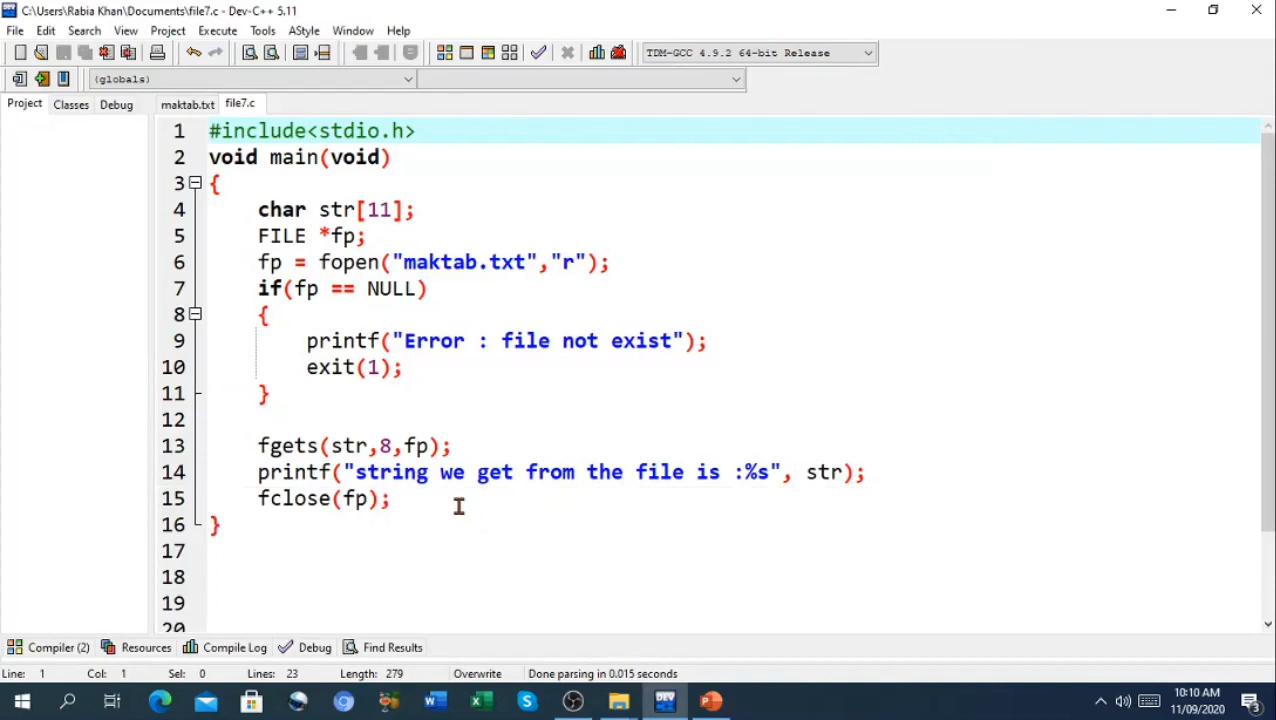 C:\Users\Rabia Khan\Documents\file7.c - Dev-C++ 5.11
File Edit Search View Project Execute Tools AStyle Window Help
TDM-GCC 4.9.2 64-bit Release
(globals)
Project Classes Debug maktab.txt file7.c
1 #include<stdio.h>
2 void main(void)
3 {
4 char str[11];
5 FILE *fp;
6 fp = fopen("maktab.txt","r");
7 if(fp == NULL)
8 {
9 printf("Error : file not exist");
10 exit(1);
11 }
12
13 fgets(str,8,fp);
14 printf("string we get from the file is :%s", str);
15 fclose(fp);
16 }
17
18
19
20
Compiler (2) Resources Compile Log Debug Find Results
Line: 1 Col: 1 Sel: 0 Lines: 23 Length: 279 Overwrite Done parsing in 0.015 seconds
10:10 AM
11/09/2020